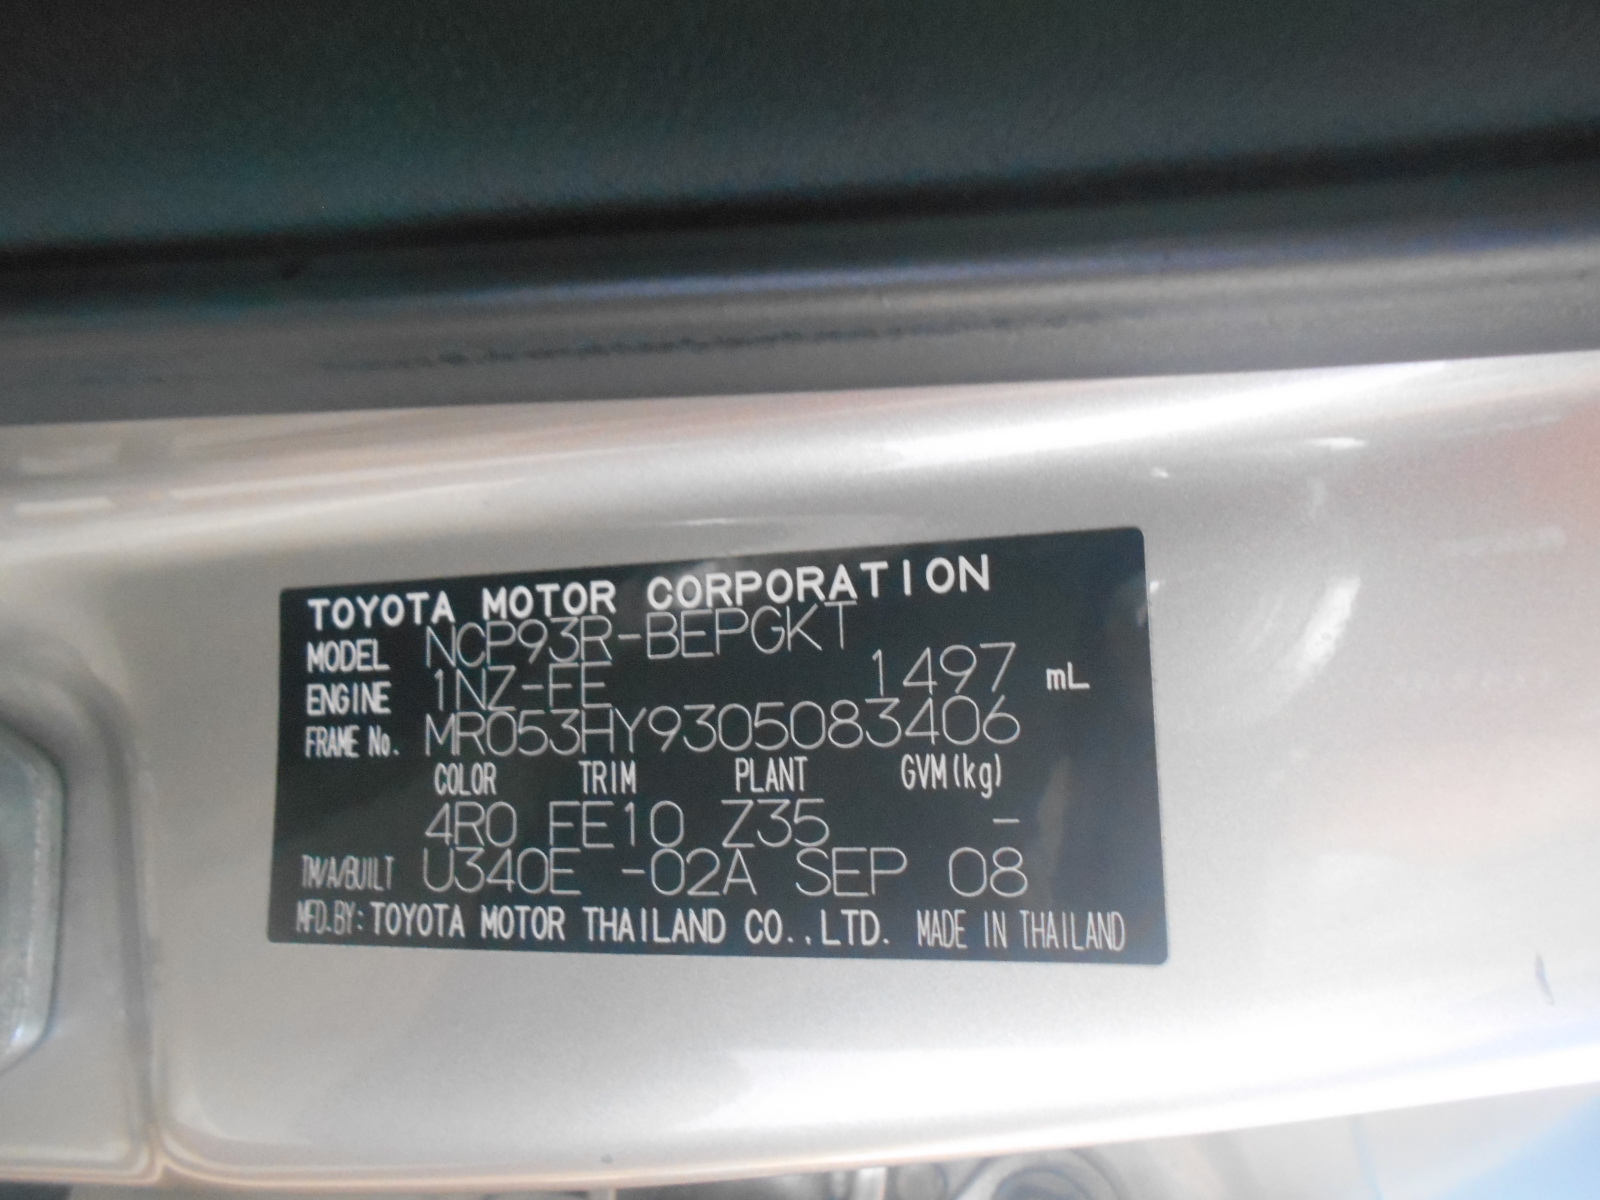 TOYOTA MOTOR CORPORATION
MODEL NCP93R-BEPGKT
ENGINE 1NZ-FE 1497 mL
FRAME No. MR053HY9305083406
COLOR TRIM PLANT GVM(kg)
4R0 FE10 Z35 -
TM/A/BUILT U340E -02A SEP 08
MFD.BY: TOYOTA MOTOR THAILAND CO.,LTD. MADE IN THAILAND